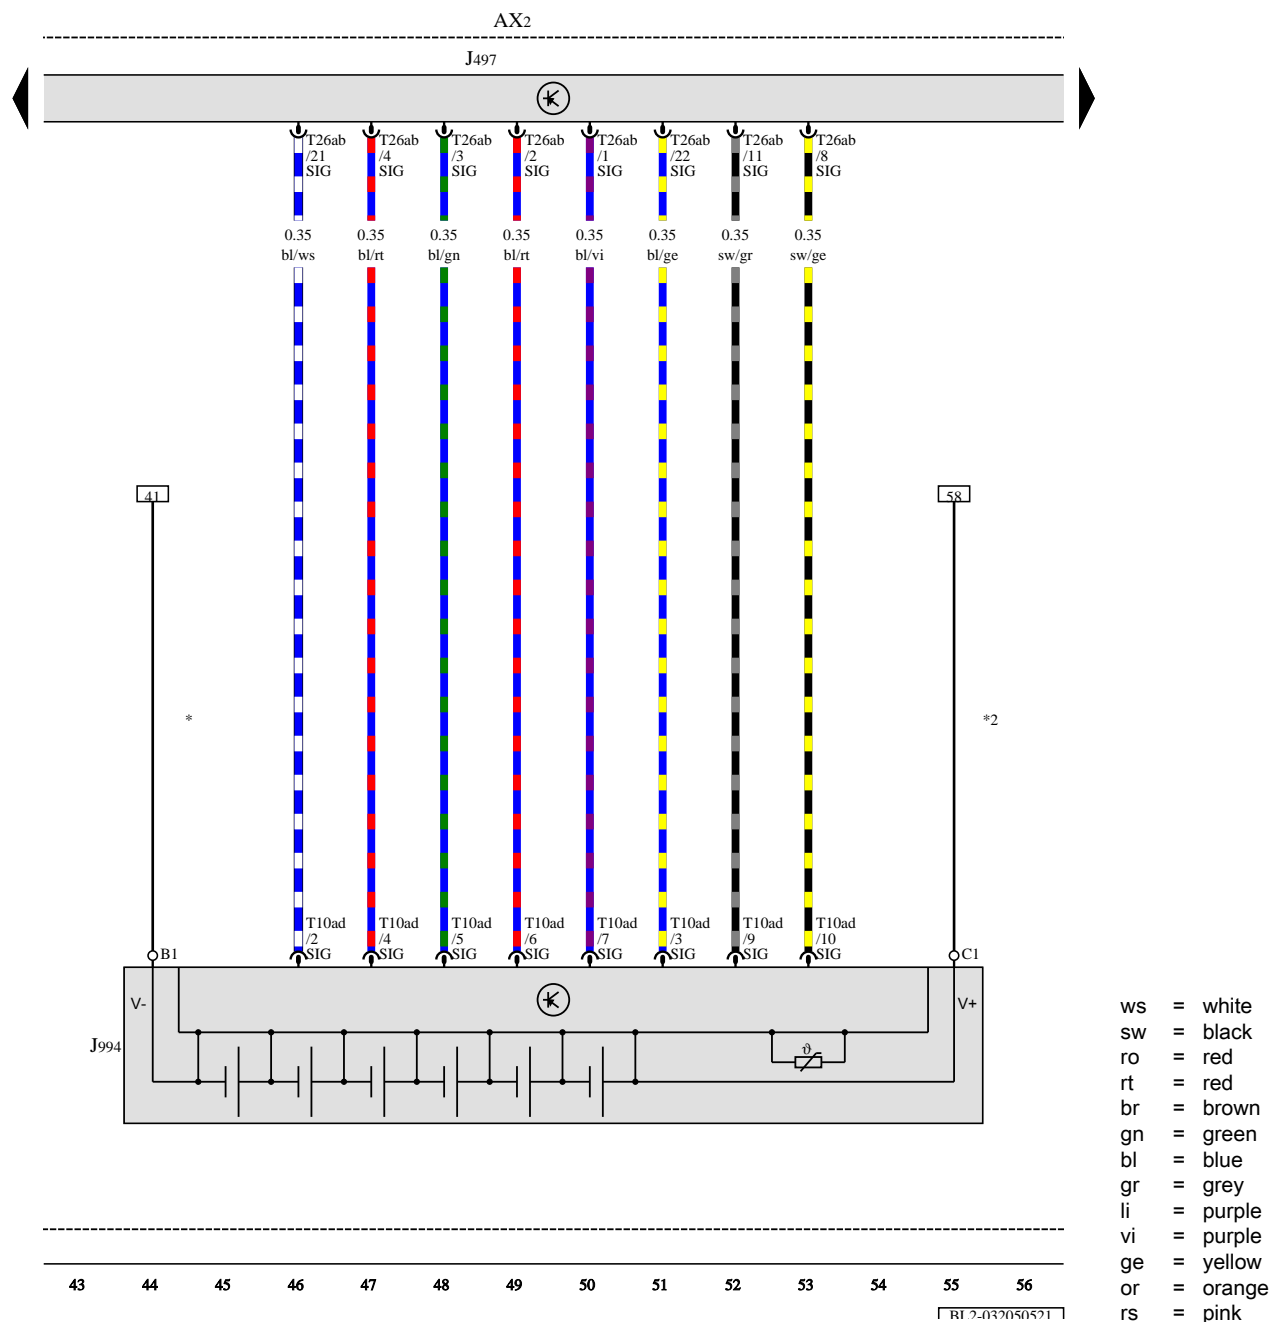 AX2
J497
T26ab T26ab T26ab T26ab T26ab T26ab T26ab T26ab
/21 /4 /3 /2 /1 /22 /11 /8
SIG SIG SIG SIG SIG SIG SIG SIG
0.35 0.35 0.35 0.35 0.35 0.35 0.35 0.35
bl/ws bl/rt bl/gn bl/rt bl/vi bl/ge sw/gr sw/ge
41 58
* *2
T10ad T10ad T10ad T10ad T10ad T10ad T10ad T10ad
/2 /4 /5 /6 /7 /3 /9 /10
B1 SIG SIG SIG SIG SIG SIG SIG SIG C1
V- V+
J994
ϑ
43 44 45 46 47 48 49 50 51 52 53 54 55 56
BL2-032050521
ws = white
sw = black
ro = red
rt = red
br = brown
gn = green
bl = blue
gr = grey
li = purple
vi = purple
ge = yellow
or = orange
rs = pink